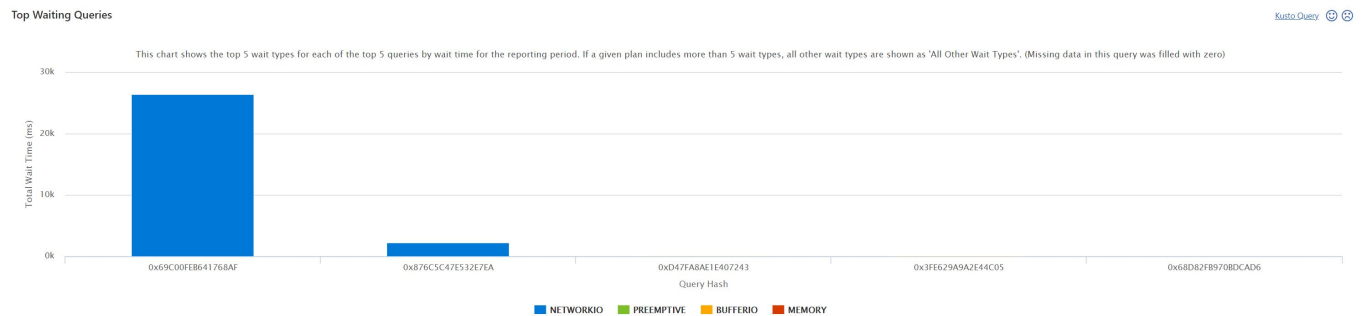 Top Waiting Queries
Kusto Query
This chart shows the top 5 wait types for each of the top 5 queries by wait time for the reporting period. If a given plan includes more than 5 wait types, all other wait types are shown as 'All Other Wait Types'. (Missing data in this query was filled with zero)
Total Wait Time (ms)
30k
20k
10k
0k
0x69C00FEB641768AF
0x876C5C47E532E7EA
0xD47FA8AE1E407243
0x3FE629A9A2E44C05
0x68D82FB970BDCAD6
Query Hash
NETWORKIO
PREEMPTIVE
BUFFERIO
MEMORY